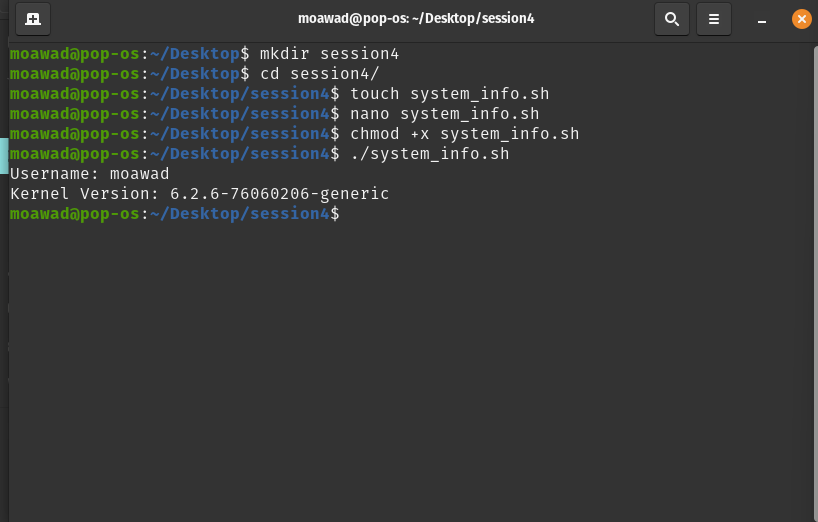 moawad@pop-os: ~/Desktop/session4
moawad@pop-os:~/Desktop$ mkdir session4
moawad@pop-os:~/Desktop$ cd session4/
moawad@pop-os:~/Desktop/session4$ touch system_info.sh
moawad@pop-os:~/Desktop/session4$ nano system_info.sh
moawad@pop-os:~/Desktop/session4$ chmod +x system_info.sh
moawad@pop-os:~/Desktop/session4$ ./system_info.sh
Username: moawad
Kernel Version: 6.2.6-76060206-generic
moawad@pop-os:~/Desktop/session4$